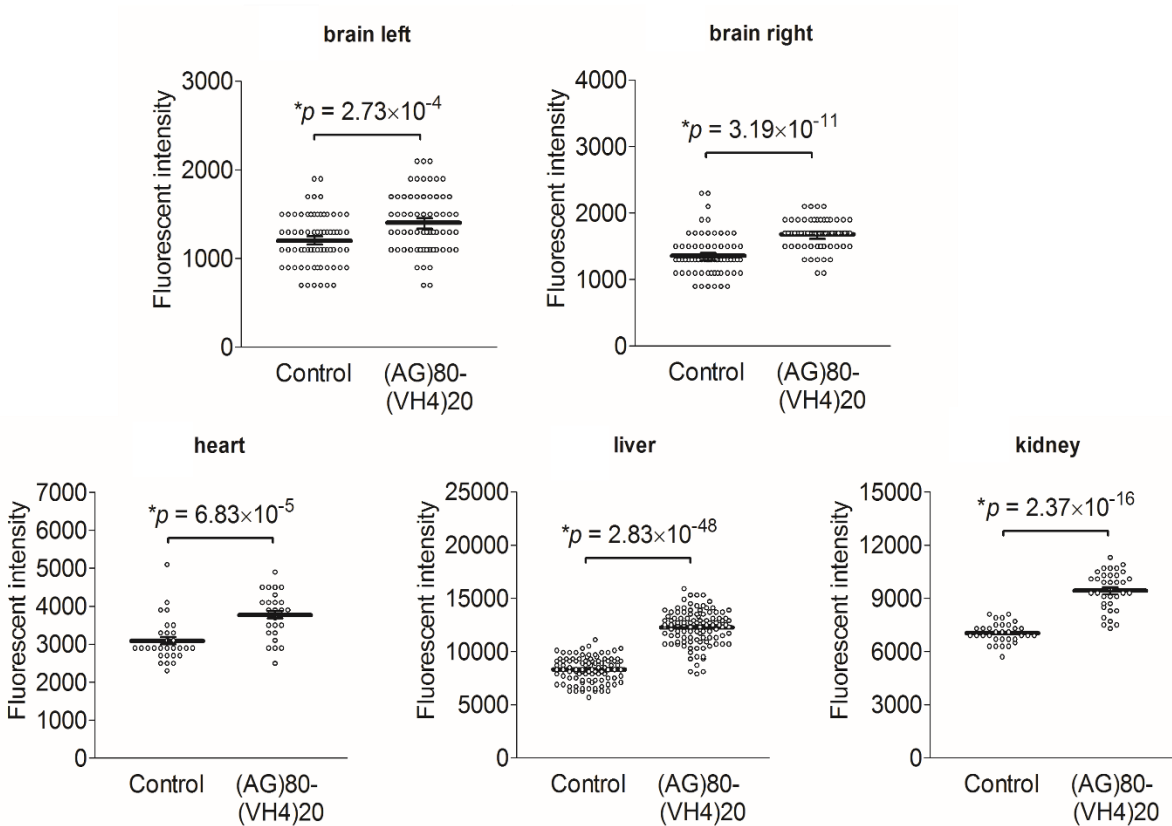 brain left
Fluorescent intensity
3000
2000
1000
0
*p = 2.73×10⁻⁴
Control
(AG)80-
(VH4)20
brain right
Fluorescent intensity
4000
3000
2000
1000
0
*p = 3.19×10⁻¹¹
Control
(AG)80-
(VH4)20
heart
Fluorescent intensity
7000
6000
5000
4000
3000
2000
1000
0
*p = 6.83×10⁻⁵
Control
(AG)80-
(VH4)20
liver
Fluorescent intensity
25000
20000
15000
10000
5000
0
*p = 2.83×10⁻⁴⁸
Control
(AG)80-
(VH4)20
kidney
Fluorescent intensity
15000
12000
9000
6000
3000
0
*p = 2.37×10⁻¹⁶
Control
(AG)80-
(VH4)20